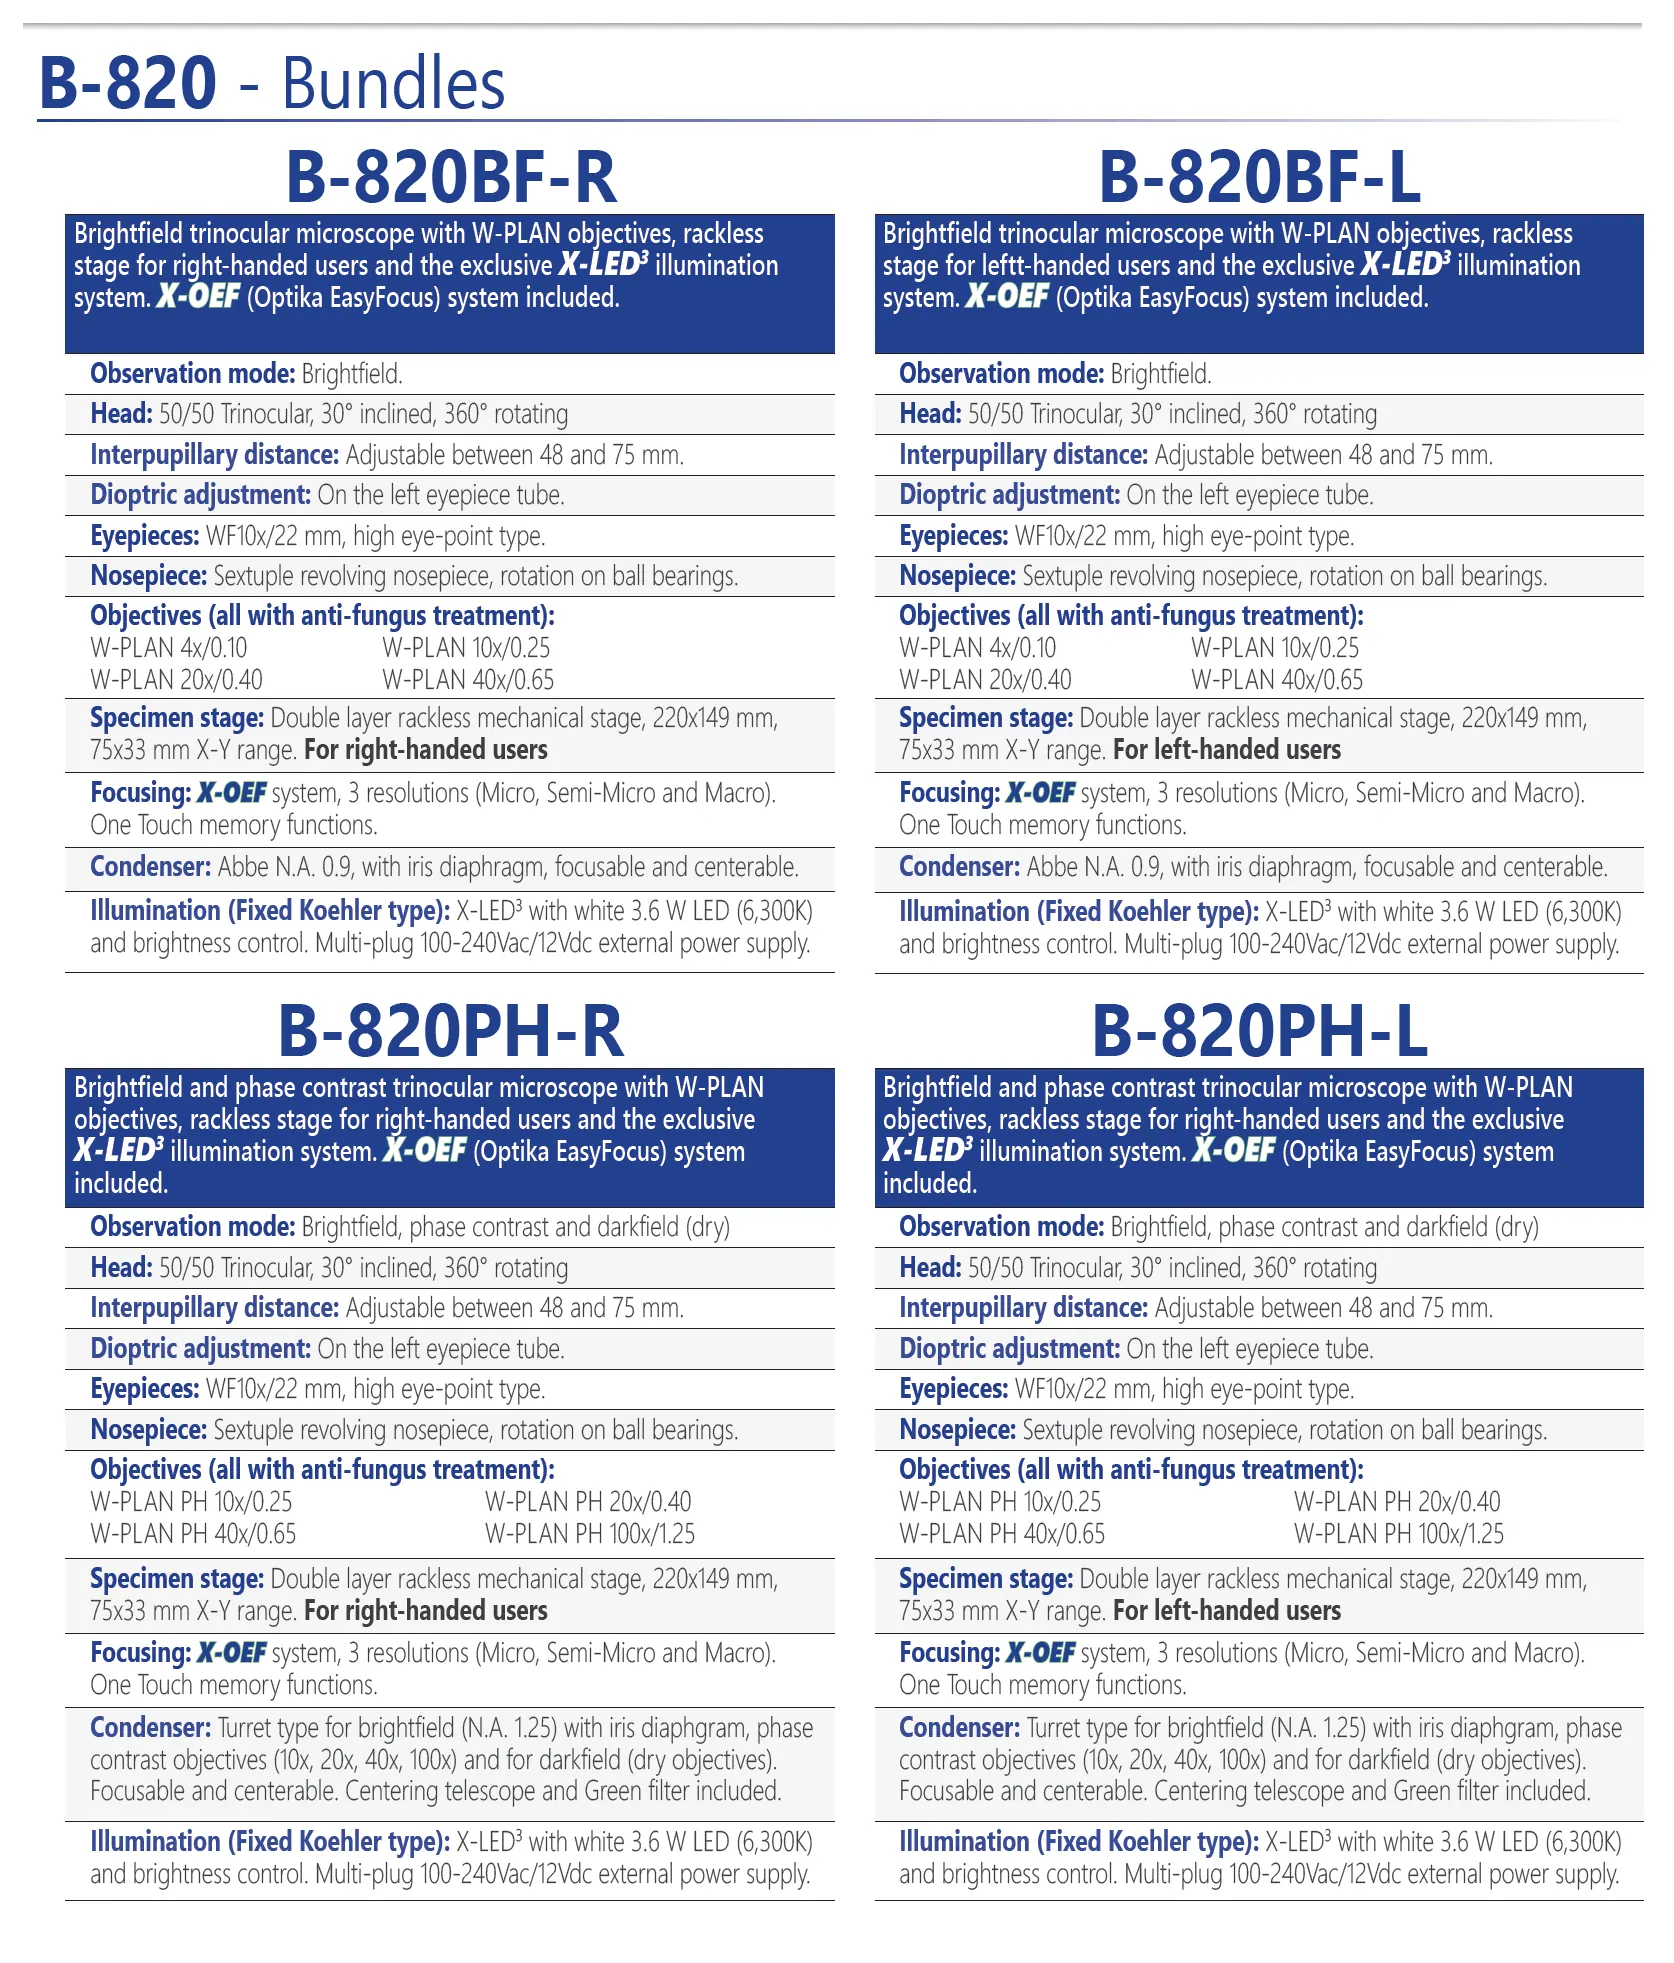 B-820 - Bundles
B-820BF-R
Brightfield trinocular microscope with W-PLAN objectives, rackless
stage for right-handed users and the exclusive X-LED³ illumination
system. X-OEF (Optika EasyFocus) system included.
Observation mode: Brightfield.
Head: 50/50 Trinocular, 30° inclined, 360° rotating
Interpupillary distance: Adjustable between 48 and 75 mm.
Dioptric adjustment: On the left eyepiece tube.
Eyepieces: WF10x/22 mm, high eye-point type.
Nosepiece: Sextuple revolving nosepiece, rotation on ball bearings.
Objectives (all with anti-fungus treatment):
W-PLAN 4x/0.10 W-PLAN 10x/0.25
W-PLAN 20x/0.40 W-PLAN 40x/0.65
Specimen stage: Double layer rackless mechanical stage, 220x149 mm,
75x33 mm X-Y range. For right-handed users
Focusing: X-OEF system, 3 resolutions (Micro, Semi-Micro and Macro).
One Touch memory functions.
Condenser: Abbe N.A. 0.9, with iris diaphragm, focusable and centerable.
Illumination (Fixed Koehler type): X-LED³ with white 3.6 W LED (6,300K)
and brightness control. Multi-plug 100-240Vac/12Vdc external power supply.
B-820BF-L
Brightfield trinocular microscope with W-PLAN objectives, rackless
stage for leftt-handed users and the exclusive X-LED³ illumination
system. X-OEF (Optika EasyFocus) system included.
Observation mode: Brightfield.
Head: 50/50 Trinocular, 30° inclined, 360° rotating
Interpupillary distance: Adjustable between 48 and 75 mm.
Dioptric adjustment: On the left eyepiece tube.
Eyepieces: WF10x/22 mm, high eye-point type.
Nosepiece: Sextuple revolving nosepiece, rotation on ball bearings.
Objectives (all with anti-fungus treatment):
W-PLAN 4x/0.10 W-PLAN 10x/0.25
W-PLAN 20x/0.40 W-PLAN 40x/0.65
Specimen stage: Double layer rackless mechanical stage, 220x149 mm,
75x33 mm X-Y range. For left-handed users
Focusing: X-OEF system, 3 resolutions (Micro, Semi-Micro and Macro).
One Touch memory functions.
Condenser: Abbe N.A. 0.9, with iris diaphragm, focusable and centerable.
Illumination (Fixed Koehler type): X-LED³ with white 3.6 W LED (6,300K)
and brightness control. Multi-plug 100-240Vac/12Vdc external power supply.
B-820PH-R
Brightfield and phase contrast trinocular microscope with W-PLAN
objectives, rackless stage for right-handed users and the exclusive
X-LED³ illumination system. X-OEF (Optika EasyFocus) system
included.
Observation mode: Brightfield, phase contrast and darkfield (dry)
Head: 50/50 Trinocular, 30° inclined, 360° rotating
Interpupillary distance: Adjustable between 48 and 75 mm.
Dioptric adjustment: On the left eyepiece tube.
Eyepieces: WF10x/22 mm, high eye-point type.
Nosepiece: Sextuple revolving nosepiece, rotation on ball bearings.
Objectives (all with anti-fungus treatment):
W-PLAN PH 10x/0.25 W-PLAN PH 20x/0.40
W-PLAN PH 40x/0.65 W-PLAN PH 100x/1.25
Specimen stage: Double layer rackless mechanical stage, 220x149 mm,
75x33 mm X-Y range. For right-handed users
Focusing: X-OEF system, 3 resolutions (Micro, Semi-Micro and Macro).
One Touch memory functions.
Condenser: Turret type for brightfield (N.A. 1.25) with iris diaphgram, phase
contrast objectives (10x, 20x, 40x, 100x) and for darkfield (dry objectives).
Focusable and centerable. Centering telescope and Green filter included.
Illumination (Fixed Koehler type): X-LED³ with white 3.6 W LED (6,300K)
and brightness control. Multi-plug 100-240Vac/12Vdc external power supply.
B-820PH-L
Brightfield and phase contrast trinocular microscope with W-PLAN
objectives, rackless stage for right-handed users and the exclusive
X-LED³ illumination system. X-OEF (Optika EasyFocus) system
included.
Observation mode: Brightfield, phase contrast and darkfield (dry)
Head: 50/50 Trinocular, 30° inclined, 360° rotating
Interpupillary distance: Adjustable between 48 and 75 mm.
Dioptric adjustment: On the left eyepiece tube.
Eyepieces: WF10x/22 mm, high eye-point type.
Nosepiece: Sextuple revolving nosepiece, rotation on ball bearings.
Objectives (all with anti-fungus treatment):
W-PLAN PH 10x/0.25 W-PLAN PH 20x/0.40
W-PLAN PH 40x/0.65 W-PLAN PH 100x/1.25
Specimen stage: Double layer rackless mechanical stage, 220x149 mm,
75x33 mm X-Y range. For left-handed users
Focusing: X-OEF system, 3 resolutions (Micro, Semi-Micro and Macro).
One Touch memory functions.
Condenser: Turret type for brightfield (N.A. 1.25) with iris diaphgram, phase
contrast objectives (10x, 20x, 40x, 100x) and for darkfield (dry objectives).
Focusable and centerable. Centering telescope and Green filter included.
Illumination (Fixed Koehler type): X-LED³ with white 3.6 W LED (6,300K)
and brightness control. Multi-plug 100-240Vac/12Vdc external power supply.